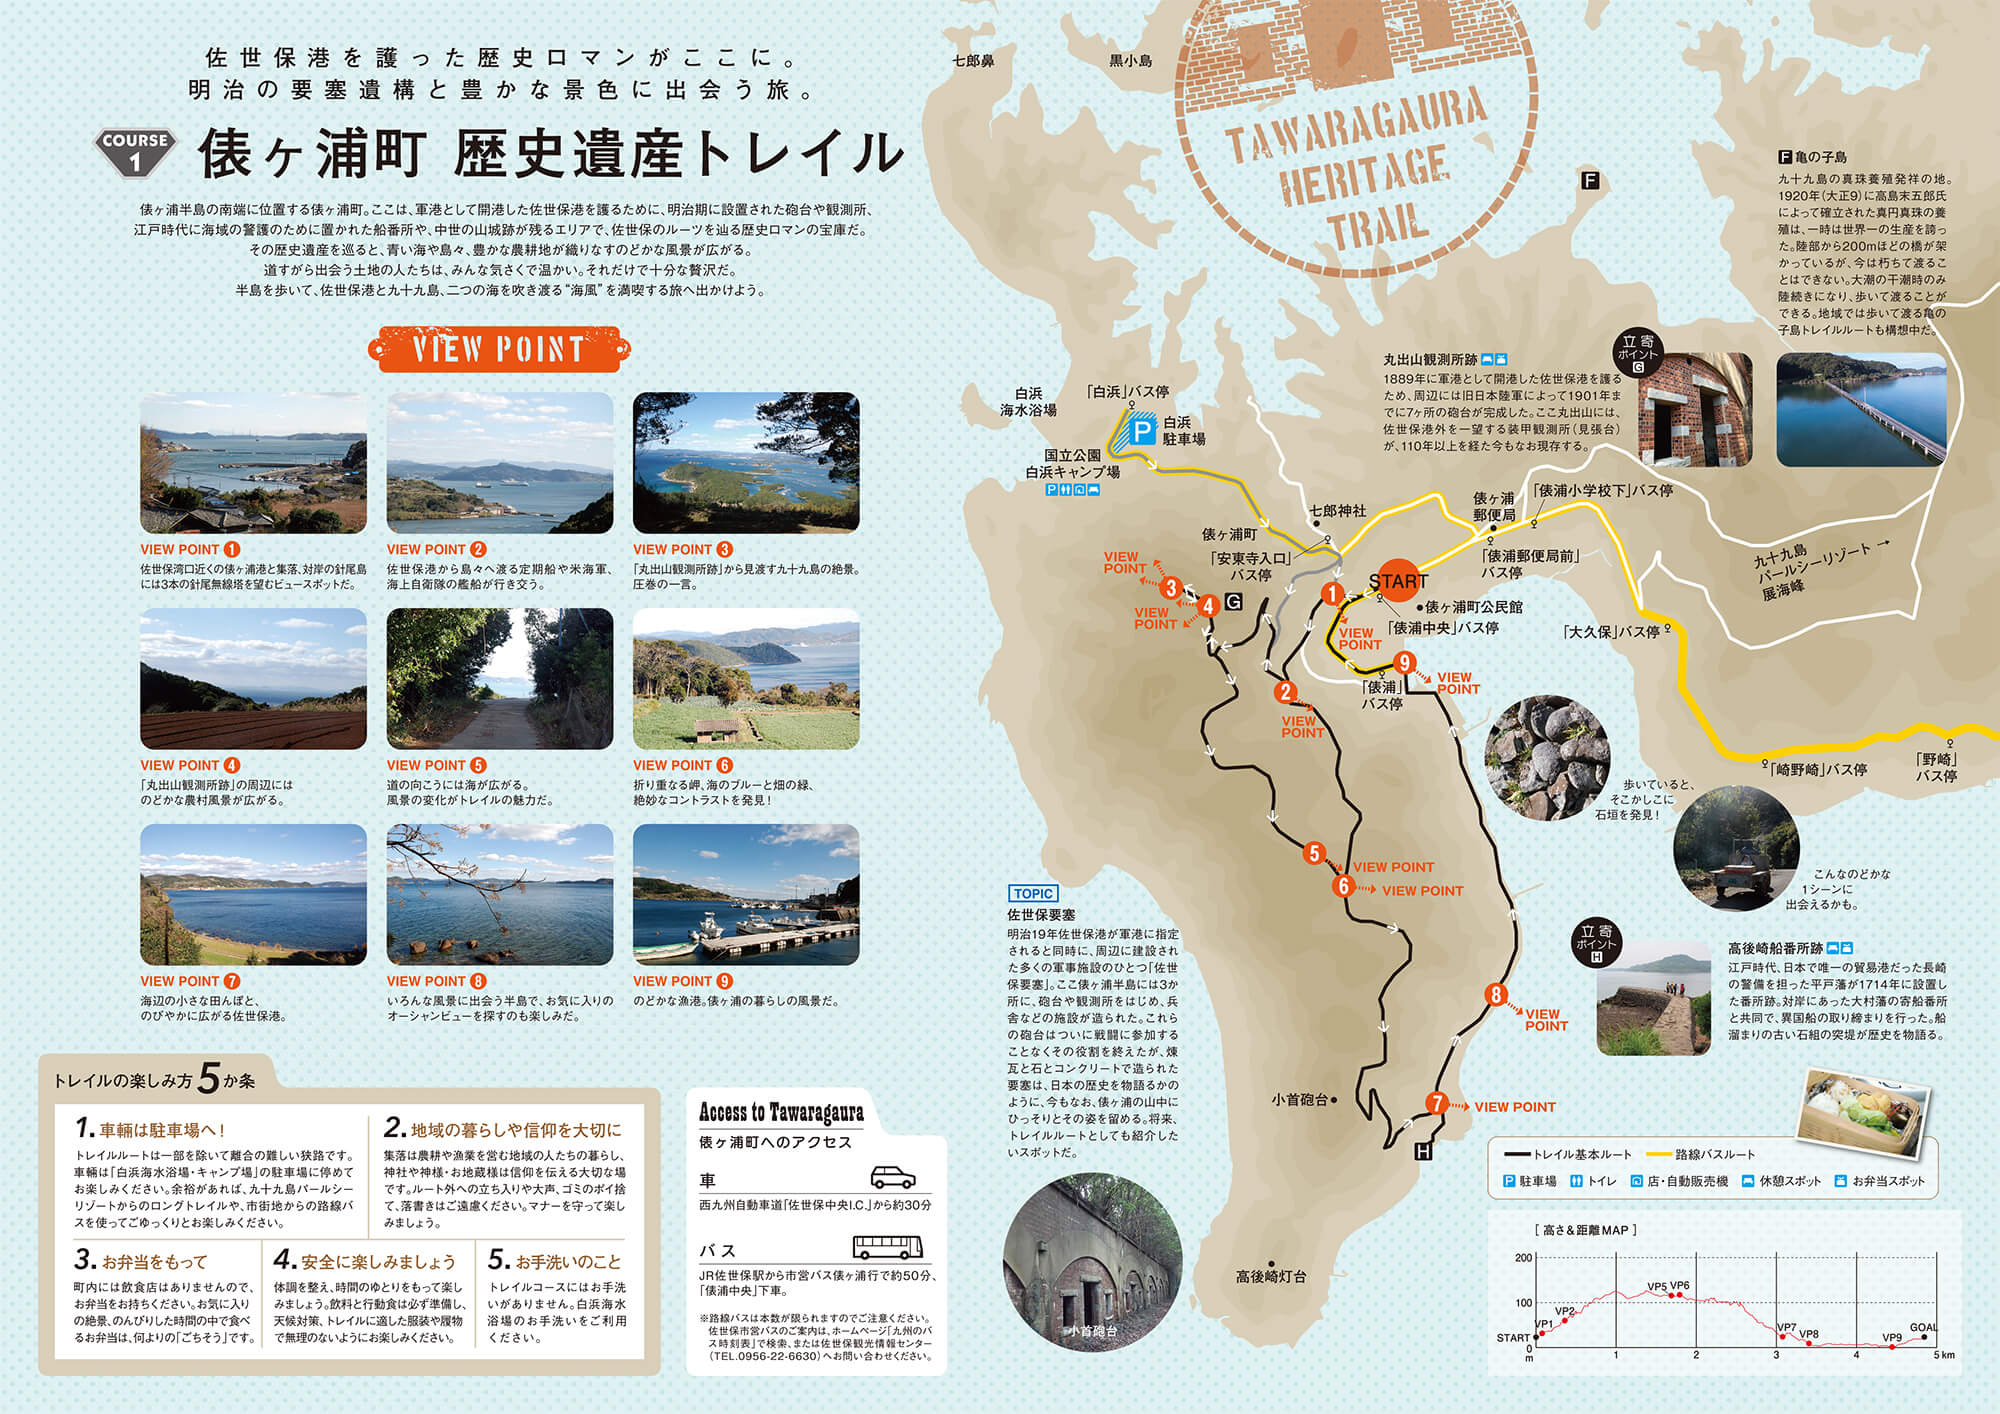 佐世保港を護った歴史ロマンがここに。
明治の要塞遺構と豊かな景色に出会う旅。
COURSE
1
俵ヶ浦町 歴史遺産トレイル
俵ヶ浦半島の南端に位置する俵ヶ浦町。ここは、軍港として開港した佐世保港を護るために、明治期に設置された砲台や観測所、
江戸時代に海域の警護のために置かれた船番所や、中世の山城跡が残るエリアで、佐世保のルーツを辿る歴史ロマンの宝庫だ。
その歴史遺産を巡ると、青い海や島々、豊かな農耕地が織りなすのどかな風景が広がる。
道すがら出会う土地の人たちは、みんな気さくで温かい。それだけで十分な贅沢だ。
半島を歩いて、佐世保港と九十九島、二つの海を吹き渡る“海風”を満喫する旅へ出かけよう。
VIEW POINT
VIEW POINT 1
佐世保湾口近くの俵ヶ浦港と集落、対岸の針尾島
には3本の針尾無線塔を望むビュースポットだ。
VIEW POINT 2
佐世保港から島々へ渡る定期船や米海軍、
海上自衛隊の艦船が行き交う。
VIEW POINT 3
「丸出山観測所跡」から見渡す九十九島の絶景。
圧巻の一言。
VIEW POINT 4
「丸出山観測所跡」の周辺には
のどかな農村風景が広がる。
VIEW POINT 5
道の向こうには海が広がる。
風景の変化がトレイルの魅力だ。
VIEW POINT 6
折り重なる岬、海のブルーと畑の緑、
絶妙なコントラストを発見！
VIEW POINT 7
海辺の小さな田んぼと、
のびやかに広がる佐世保港。
VIEW POINT 8
いろんな風景に出会う半島で、お気に入りの
オーシャンビューを探すのも楽しみだ。
VIEW POINT 9
のどかな漁港。俵ヶ浦の暮らしの風景だ。
トレイルの楽しみ方5か条
1. 車輌は駐車場へ！
トレイルルートは一部を除いて離合の難しい狭路です。
車輌は「白浜海水浴場・キャンプ場」の駐車場に停めて
お楽しみください。余裕があれば、九十九島パールシー
リゾートからのロングトレイルや、市街地からの路線バ
スを使ってごゆっくりとお楽しみください。
2. 地域の暮らしや信仰を大切に
集落は農耕や漁業を営む地域の人たちの暮らし、
神社や神様・お地蔵様は信仰を伝える大切な場
です。ルート外への立ち入りや大声、ゴミのポイ捨
て、落書きはご遠慮ください。マナーを守って楽し
みましょう。
3. お弁当をもって
町内には飲食店はありませんので、
お弁当をお持ちください。お気に入り
の絶景、のんびりした時間の中で食べ
るお弁当は、何よりの「ごちそう」です。
4. 安全に楽しみましょう
体調を整え、時間のゆとりをもって楽し
みましょう。飲料と行動食は必ず準備し、
天候対策、トレイルに適した服装や履物
で無理のないようにお楽しみください。
5. お手洗いのこと
トレイルコースにはお手洗
いがありません。白浜海水
浴場のお手洗いをご利用
ください。
Access to Tawaragaura
俵ヶ浦町へのアクセス
車
西九州自動車道「佐世保中央I.C.」から約30分
バス
JR佐世保駅から市営バス俵ヶ浦行で約50分、
「俵浦中央」下車。
※路線バスは本数が限られますのでご注意ください。
佐世保市営バスのご案内は、ホームページ「九州のバ
ス時刻表」で検索、または佐世保観光情報センター
（TEL.0956-22-6630）へお問い合わせください。
七郎鼻
黒小島
TAWARAGAURA
HERITAGE
TRAIL
F
F 亀の子島
九十九島の真珠養殖発祥の地。
1920年（大正9）に高島末五郎氏
によって確立された真円真珠の養
殖は、一時は世界一の生産を誇っ
た。陸部から200mほどの橋が架
かっているが、今は朽ちて渡るこ
とはできない。大潮の干潮時のみ
陸続きになり、歩いて渡ることが
できる。地域では歩いて渡る亀の
子島トレイルルートも構想中だ。
立寄
ポイント
G
丸出山観測所跡
1889年に軍港として開港した佐世保港を護る
ため、周辺には旧日本陸軍によって1901年ま
でに7ヶ所の砲台が完成した。ここ丸出山には、
佐世保港外を一望する装甲観測所（見張台）
が、110年以上を経た今もなお現存する。
白浜
海水浴場
「白浜」バス停
P
白浜
駐車場
国立公園
白浜キャンプ場
P
七郎神社
俵ヶ浦町
「安東寺入口」
バス停
俵ヶ浦
郵便局
「俵浦小学校下」バス停
「俵浦郵便局前」
バス停
START
俵ヶ浦町公民館
「俵浦中央」バス停
九十九島
パールシーリゾート →
展海峰
「大久保」バス停
「俵浦」
バス停
「崎野崎」バス停
「野崎」
バス停
1
VIEW
POINT
2
VIEW
POINT
3
VIEW
POINT
4
VIEW
POINT
G
5
VIEW POINT
6
VIEW POINT
7
VIEW POINT
8
VIEW
POINT
9
VIEW
POINT
H
歩いていると、
そこかしこに
石垣を発見！
こんなのどかな
1シーンに
出会えるかも。
立寄
ポイント
H
高後崎船番所跡
江戸時代、日本で唯一の貿易港だった長崎
の警備を担った平戸藩が1714年に設置し
た番所跡。対岸にあった大村藩の寄船番所
と共同で、異国船の取り締まりを行った。船
溜まりの古い石組の突堤が歴史を物語る。
TOPIC
佐世保要塞
明治19年佐世保港が軍港に指定
されると同時に、周辺に建設され
た多くの軍事施設のひとつ「佐世
保要塞」。ここ俵ヶ浦半島には3か
所に、砲台や観測所をはじめ、兵
舎などの施設が造られた。これら
の砲台はついに戦闘に参加する
ことなくその役割を終えたが、煉
瓦と石とコンクリートで造られた
要塞は、日本の歴史を物語るかの
ように、今もなお、俵ヶ浦の山中に
ひっそりとその姿を留める。将来、
トレイルルートとしても紹介した
いスポットだ。
小首砲台
小首砲台
高後崎灯台
トレイル基本ルート
路線バスルート
P 駐車場
トイレ
店・自動販売機
休憩スポット
お弁当スポット
[ 高さ＆距離MAP ]
200
100
START
0
m
1
2
3
4
5 km
VP1
VP2
VP5
VP6
VP7
VP8
VP9
GOAL